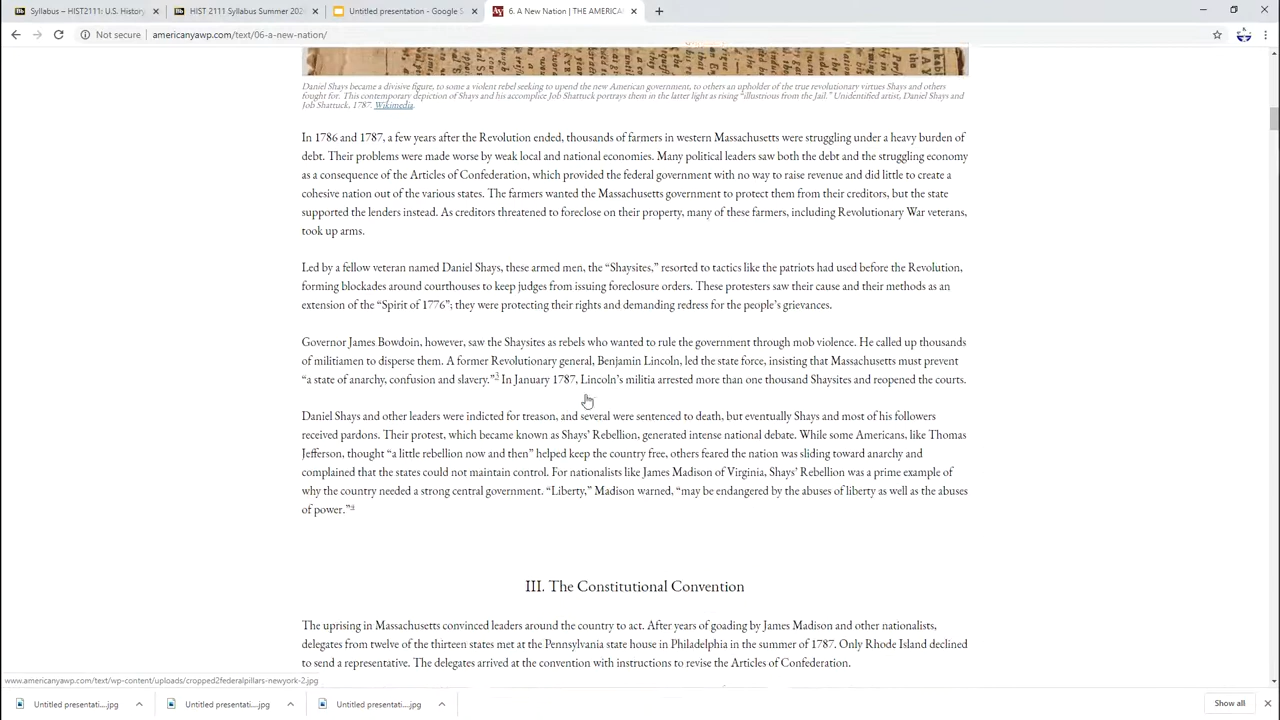 Syllabus – HIST2111: U.S. History
HIST 2111 Syllabus Summer 202
Untitled presentation - Google S
6. A New Nation | THE AMERICA
Not secure | americanyawp.com/text/06-a-new-nation/
Daniel Shays became a divisive figure, to some a violent rebel seeking to upend the new American government, to others an upholder of the true revolutionary virtues Shays and others
fought for. This contemporary depiction of Shays and his accomplice Job Shattuck portrays them in the latter light as rising “illustrious from the Jail.” Unidentified artist, Daniel Shays and
Job Shattuck, 1787. Wikimedia.
In 1786 and 1787, a few years after the Revolution ended, thousands of farmers in western Massachusetts were struggling under a heavy burden of
debt. Their problems were made worse by weak local and national economies. Many political leaders saw both the debt and the struggling economy
as a consequence of the Articles of Confederation, which provided the federal government with no way to raise revenue and did little to create a
cohesive nation out of the various states. The farmers wanted the Massachusetts government to protect them from their creditors, but the state
supported the lenders instead. As creditors threatened to foreclose on their property, many of these farmers, including Revolutionary War veterans,
took up arms.
Led by a fellow veteran named Daniel Shays, these armed men, the “Shaysites,” resorted to tactics like the patriots had used before the Revolution,
forming blockades around courthouses to keep judges from issuing foreclosure orders. These protesters saw their cause and their methods as an
extension of the “Spirit of 1776”; they were protecting their rights and demanding redress for the people’s grievances.
Governor James Bowdoin, however, saw the Shaysites as rebels who wanted to rule the government through mob violence. He called up thousands
of militiamen to disperse them. A former Revolutionary general, Benjamin Lincoln, led the state force, insisting that Massachusetts must prevent
“a state of anarchy, confusion and slavery.”3 In January 1787, Lincoln’s militia arrested more than one thousand Shaysites and reopened the courts.
Daniel Shays and other leaders were indicted for treason, and several were sentenced to death, but eventually Shays and most of his followers
received pardons. Their protest, which became known as Shays’ Rebellion, generated intense national debate. While some Americans, like Thomas
Jefferson, thought “a little rebellion now and then” helped keep the country free, others feared the nation was sliding toward anarchy and
complained that the states could not maintain control. For nationalists like James Madison of Virginia, Shays’ Rebellion was a prime example of
why the country needed a strong central government. “Liberty,” Madison warned, “may be endangered by the abuses of liberty as well as the abuses
of power.”4
III. The Constitutional Convention
The uprising in Massachusetts convinced leaders around the country to act. After years of goading by James Madison and other nationalists,
delegates from twelve of the thirteen states met at the Pennsylvania state house in Philadelphia in the summer of 1787. Only Rhode Island declined
to send a representative. The delegates arrived at the convention with instructions to revise the Articles of Confederation.
www.americanyawp.com/text/wp-content/uploads/cropped2federalpillars-newyork-2.jpg
Untitled presentati....jpg
Untitled presentati....jpg
Untitled presentati....jpg
Show all